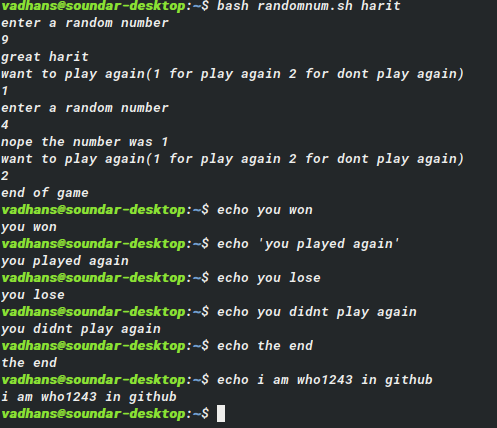 vadhans@soundar-desktop:~$ bash randomnum.sh harit
enter a random number
9
great harit
want to play again(1 for play again 2 for dont play again)
1
enter a random number
4
nope the number was 1
want to play again(1 for play again 2 for dont play again)
2
end of game
vadhans@soundar-desktop:~$ echo you won
you won
vadhans@soundar-desktop:~$ echo 'you played again'
you played again
vadhans@soundar-desktop:~$ echo you lose
you lose
vadhans@soundar-desktop:~$ echo you didnt play again
you didnt play again
vadhans@soundar-desktop:~$ echo the end
the end
vadhans@soundar-desktop:~$ echo i am who1243 in github
i am who1243 in github
vadhans@soundar-desktop:~$